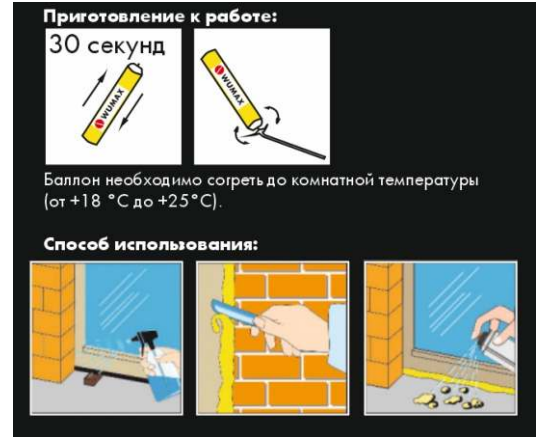 Приготовление к работе:
30 секунд
WUMAX
WUMAX
Баллон необходимо согреть до комнатной температуры
(от +18 °C до +25°C).
Способ использования: